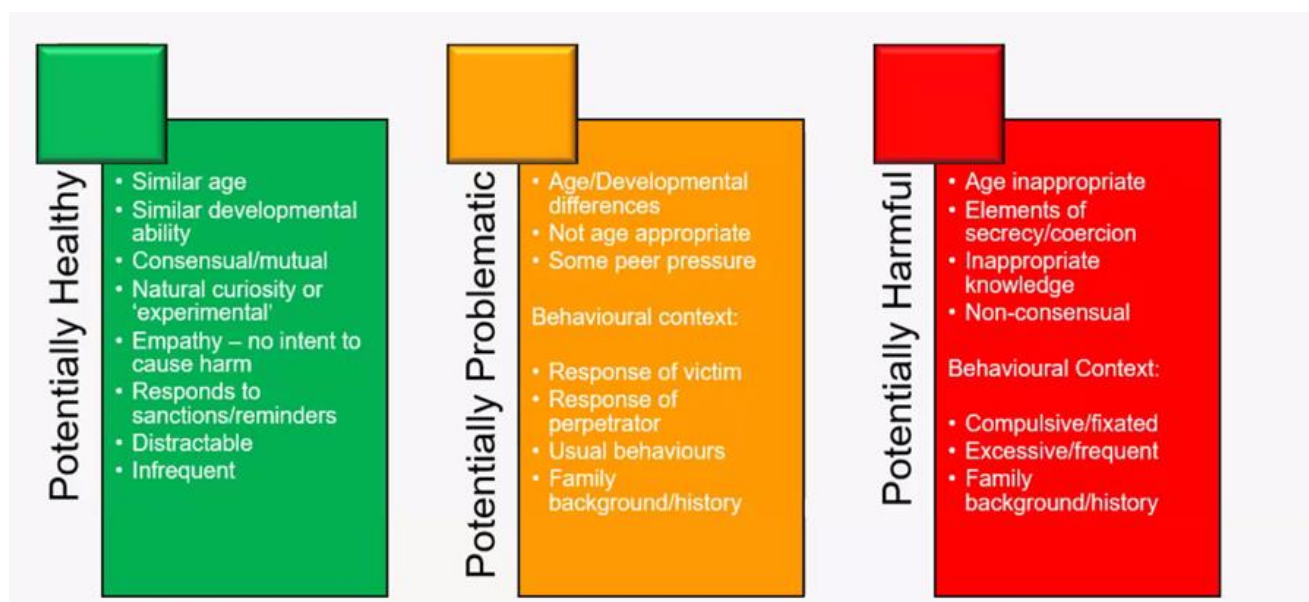 Potentially Healthy
• Similar age
• Similar developmental
ability
• Consensual/mutual
• Natural curiosity or
‘experimental’
• Empathy – no intent to
cause harm
• Responds to
sanctions/reminders
• Distractable
• Infrequent
Potentially Problematic
• Age/Developmental
differences
• Not age appropriate
• Some peer pressure
Behavioural context:
• Response of victim
• Response of
perpetrator
• Usual behaviours
• Family
background/history
Potentially Harmful
• Age inappropriate
• Elements of
secrecy/coercion
• Inappropriate
knowledge
• Non-consensual
Behavioural Context:
• Compulsive/fixated
• Excessive/frequent
• Family
background/history